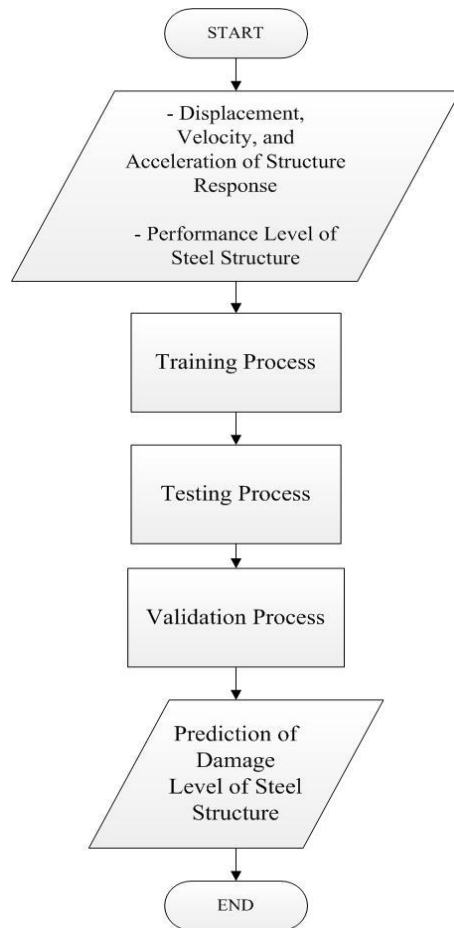 START
- Displacement,
Velocity, and
Acceleration of Structure
Response
- Performance Level of
Steel Structure
Training Process
Testing Process
Validation Process
Prediction of
Damage
Level of Steel
Structure
END